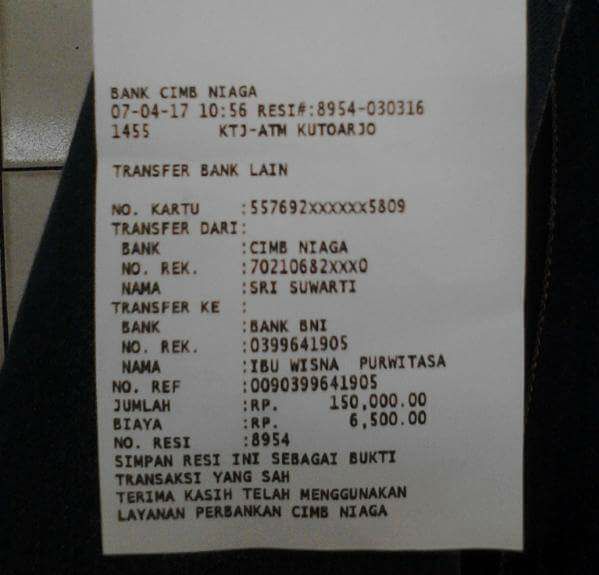 BANK CIMB NIAGA
07-04-17 10:56 RESI#:8954-030316
1455 KTJ-ATM KUTOARJO
TRANSFER BANK LAIN
NO. KARTU :557692XXXXXX5809
TRANSFER DARI:
BANK :CIMB NIAGA
NO. REK. :70210682XXX0
NAMA :SRI SUWARTI
TRANSFER KE :
BANK :BANK BNI
NO. REK. :0399641905
NAMA :IBU WISNA PURWITASA
NO. REF :0090399641905
JUMLAH :RP. 150,000.00
BIAYA :RP. 6,500.00
NO. RESI :8954
SIMPAN RESI INI SEBAGAI BUKTI
TRANSAKSI YANG SAH
TERIMA KASIH TELAH MENGGUNAKAN
LAYANAN PERBANKAN CIMB NIAGA